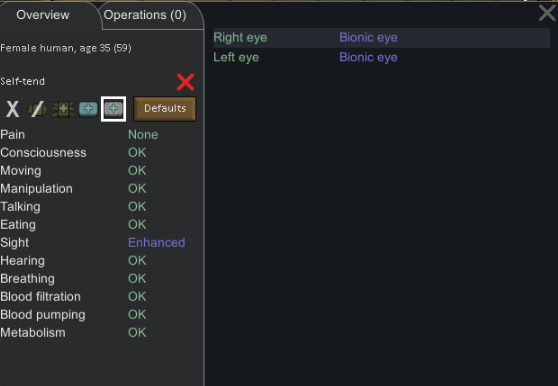 Overview
Operations (0)
Female human, age 35 (59)
Self-tend
Defaults
Pain None
Consciousness OK
Moving OK
Manipulation OK
Talking OK
Eating OK
Sight Enhanced
Hearing OK
Breathing OK
Blood filtration OK
Blood pumping OK
Metabolism OK
Right eye Bionic eye
Left eye Bionic eye